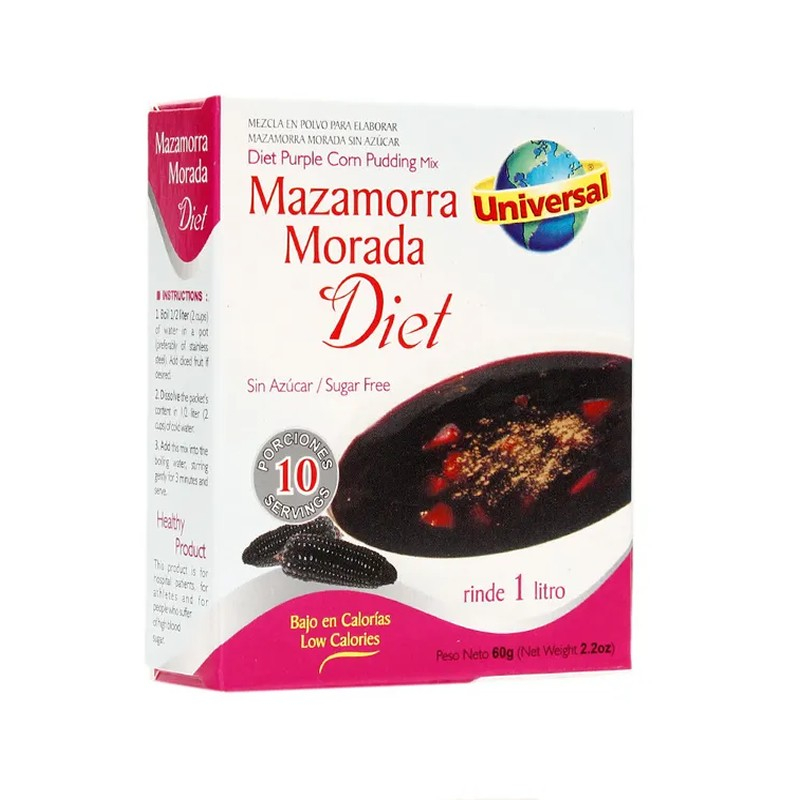 Mazamorra
Morada
Diet
INSTRUCTIONS :
1. Boil 1/2 liter (2 cups)
of water in a pot
(preferably of stainless
steel). Add diced fruit if
desired.
2. Dissolve the packet's
content in 1/2 liter (2
cups) of cold water.
3. Add this mix into the
boiling water, stirring
gently for 3 minutes and
serve.
Healthy
Product
This product is for
hospital patients, for
athletes and for
people who suffer
of high blood
sugar.
MEZCLA EN POLVO PARA ELABORAR
MAZAMORRA MORADA SIN AZÚCAR
Diet Purple Corn Pudding Mix
Mazamorra
Morada
Diet
Universal
®
Sin Azúcar / Sugar Free
PORCIONES
10
SERVINGS
rinde 1 litro
Bajo en Calorías
Low Calories
Peso Neto 60g (Net Weight 2.2oz)